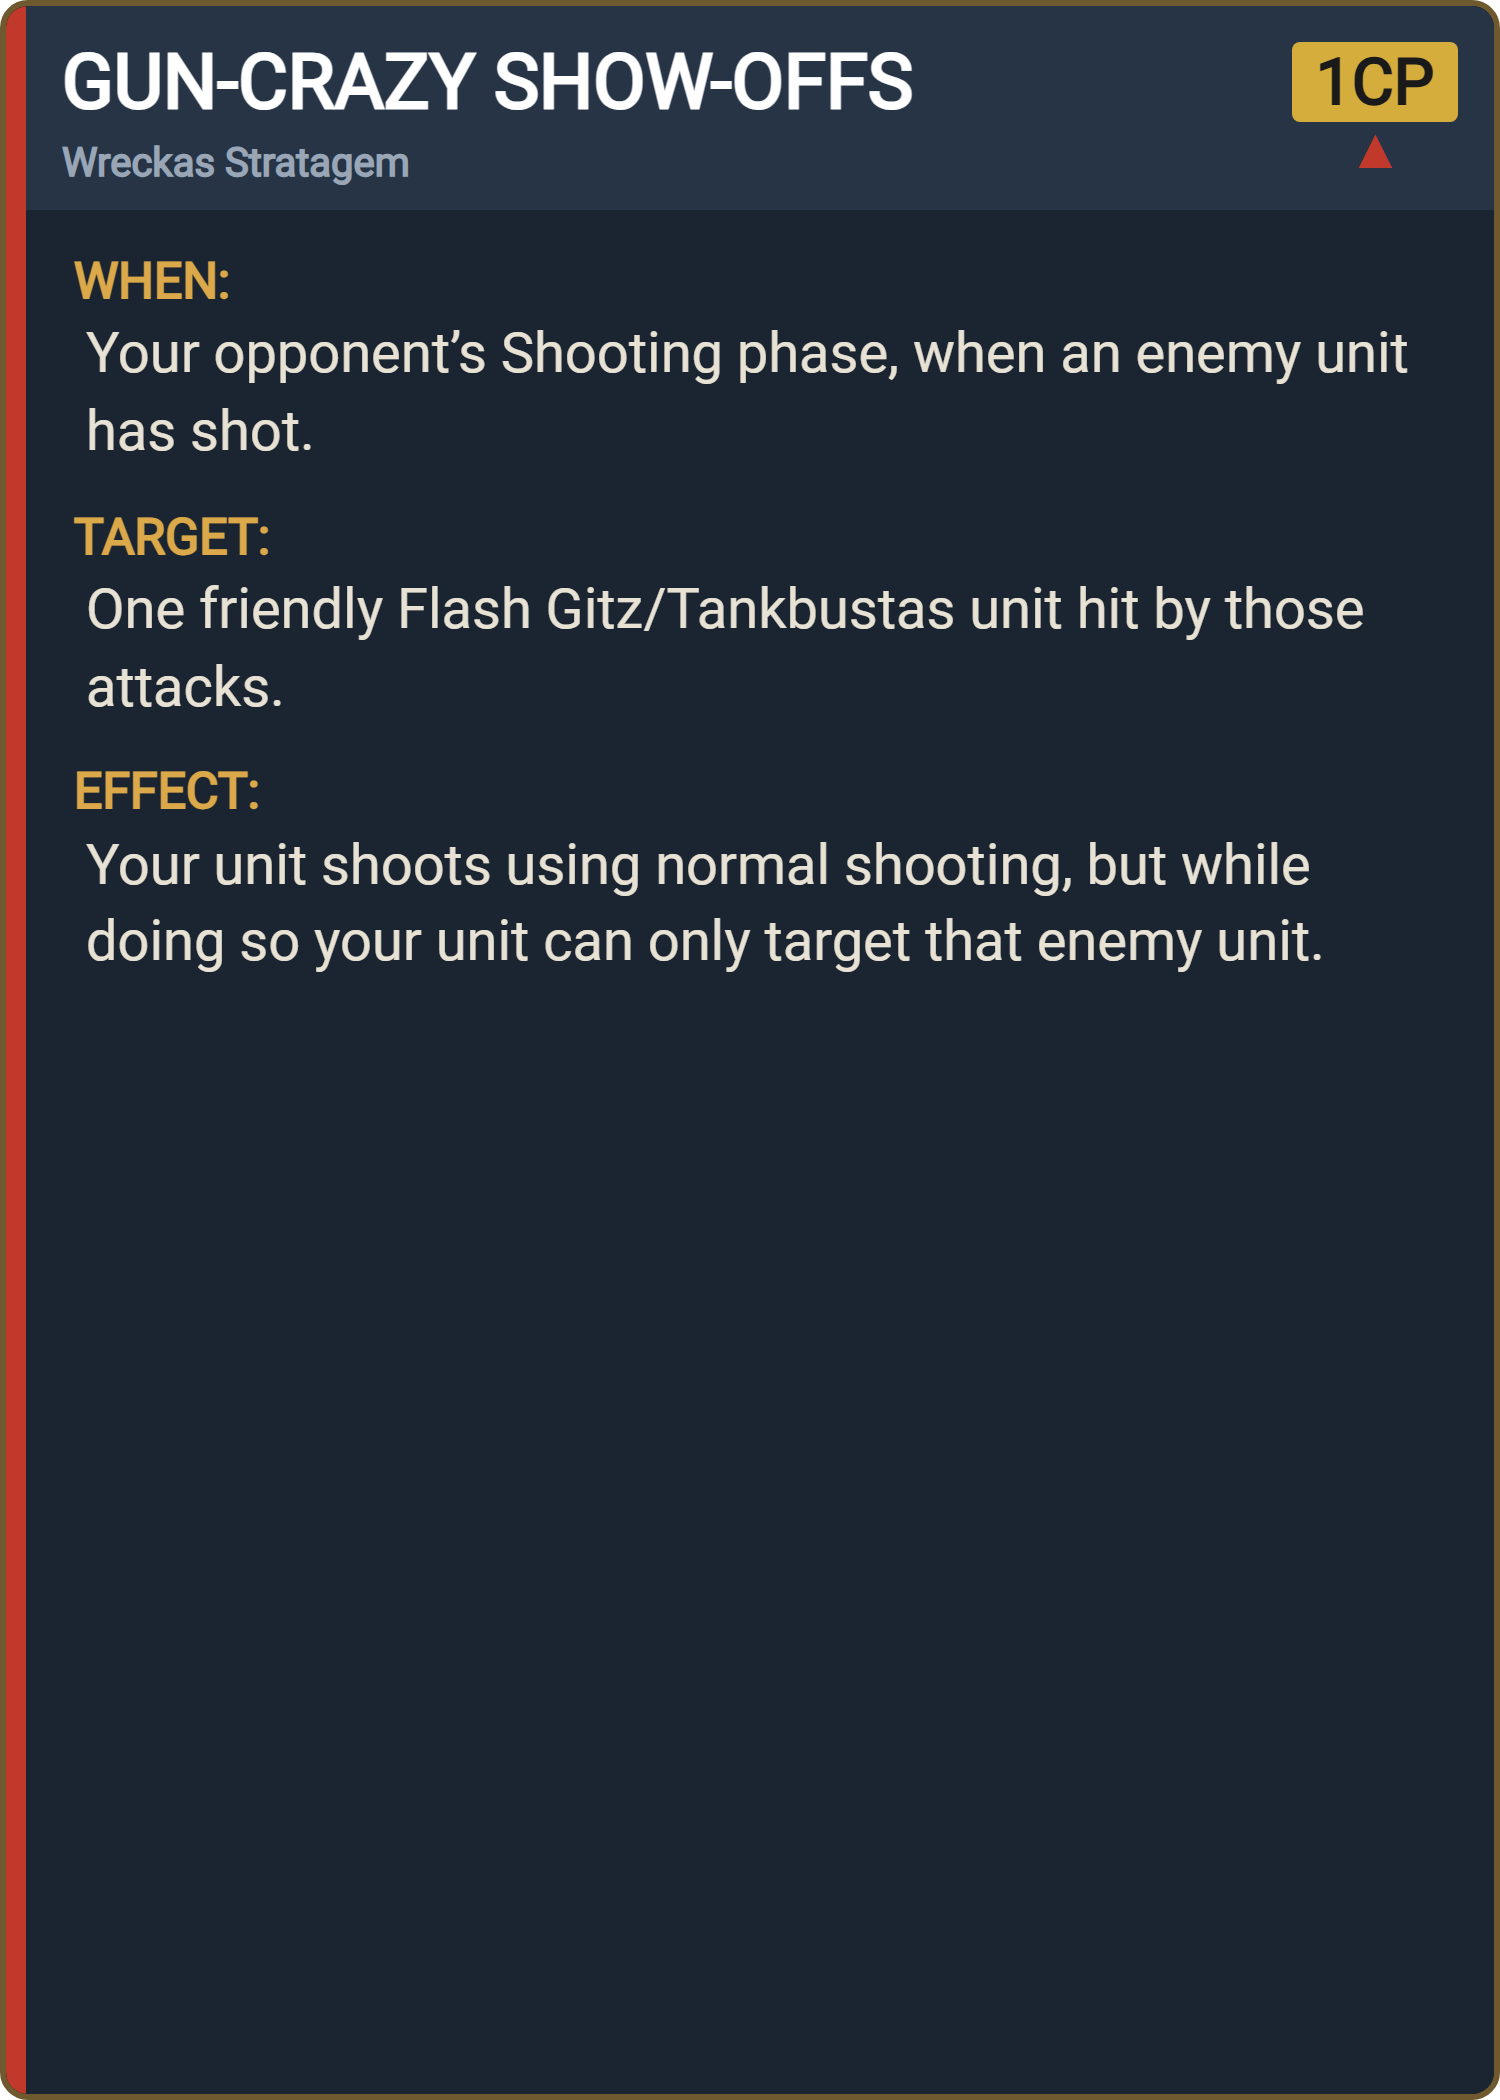 GUN-CRAZY SHOW-OFFS
1CP
Wreckas Stratagem
WHEN:
Your opponent’s Shooting phase, when an enemy unit
has shot.
TARGET:
One friendly Flash Gitz/Tankbustas unit hit by those
attacks.
EFFECT:
Your unit shoots using normal shooting, but while
doing so your unit can only target that enemy unit.